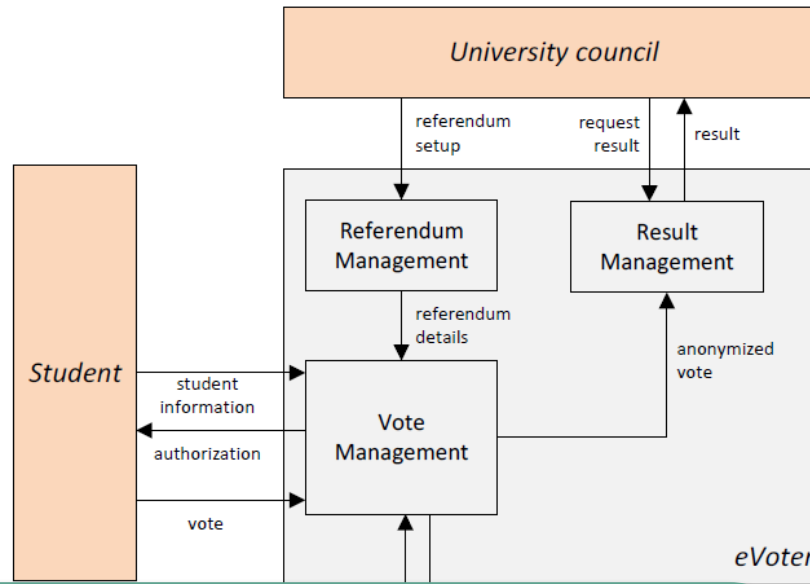 University council
referendum
setup
request
result
result
Referendum
Management
Result
Management
referendum
details
anonymized
vote
Student
student
information
authorization
vote
Vote
Management
eVoter